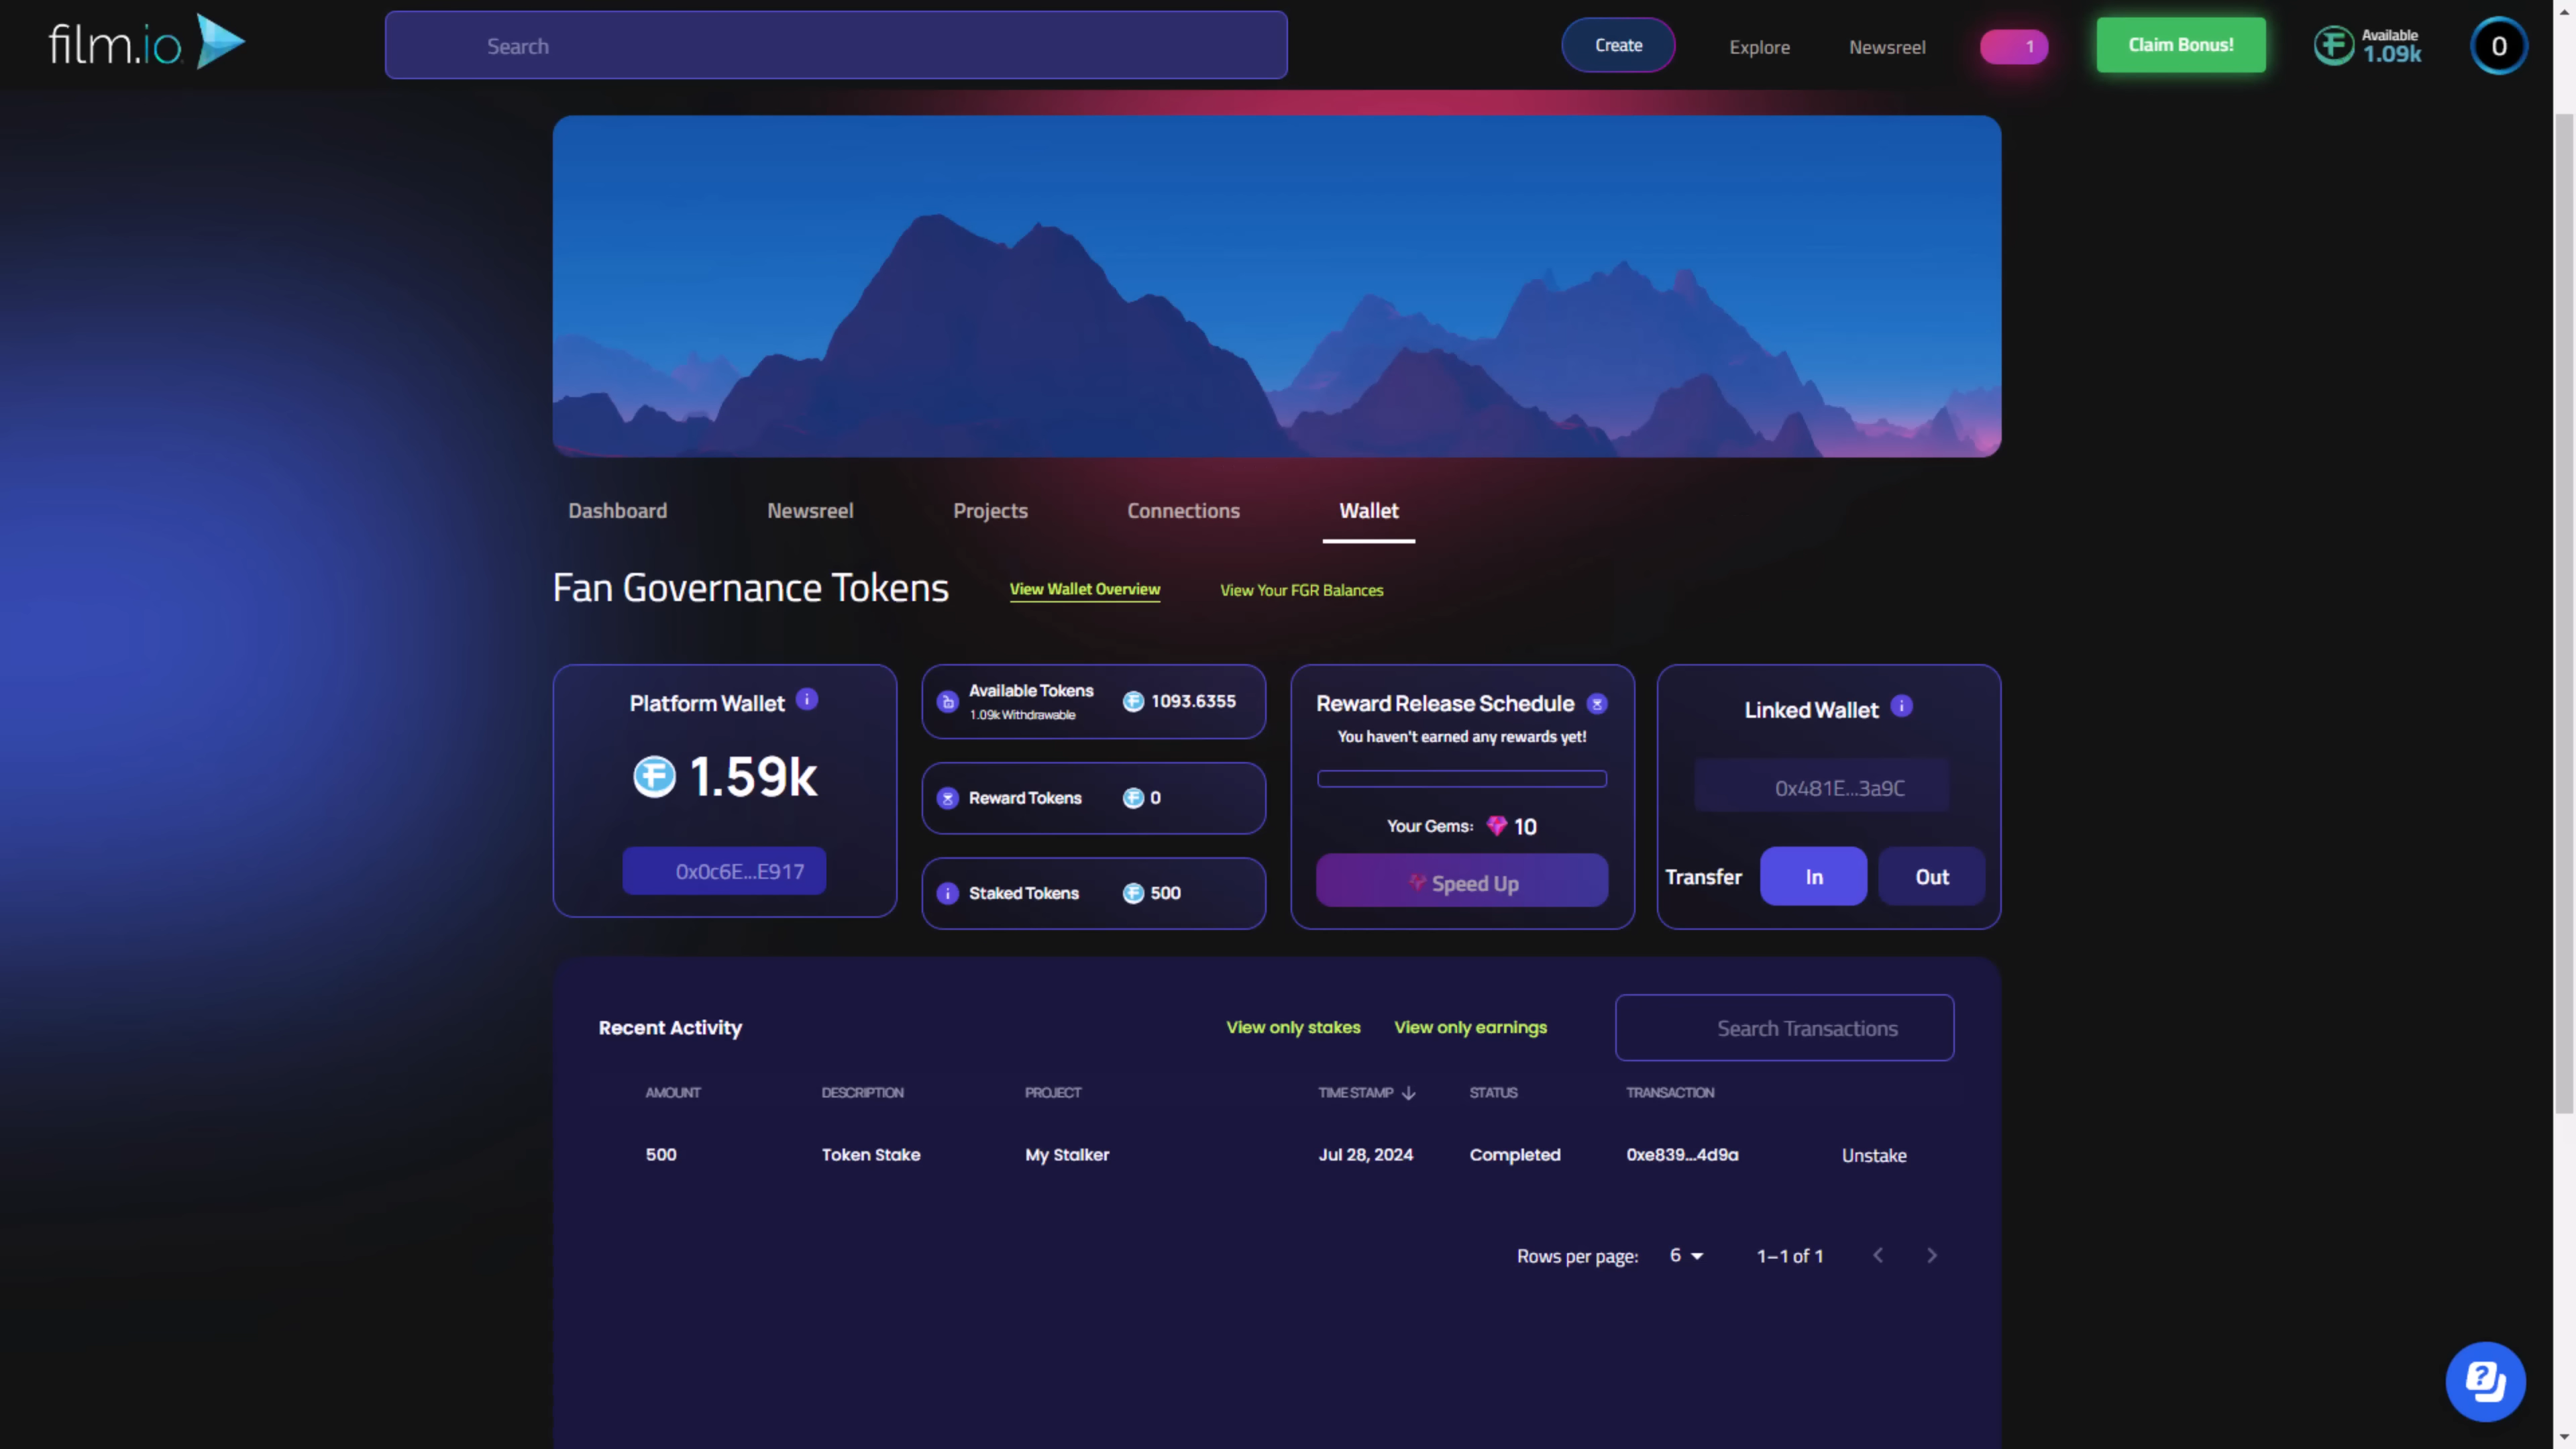 film.io
Search
Create
Explore
Newsreel
1
Claim Bonus!
Available
1.09k
0
Dashboard
Newsreel
Projects
Connections
Wallet
Fan Governance Tokens
View Wallet Overview
View Your FGR Balances
Platform Wallet
1.59k
0x0c6E...E917
Available Tokens
1.09k Withdrawable
1093.6355
Reward Tokens
0
Staked Tokens
500
Reward Release Schedule
You haven't earned any rewards yet!
Your Gems: 10
Speed Up
Linked Wallet
0x481E...3a9C
Transfer
In
Out
Recent Activity
View only stakes
View only earnings
Search Transactions
AMOUNT DESCRIPTION PROJECT TIME STAMP STATUS TRANSACTION
500 Token Stake My Stalker Jul 28, 2024 Completed 0xe839...4d9a Unstake
Rows per page: 6 1–1 of 1